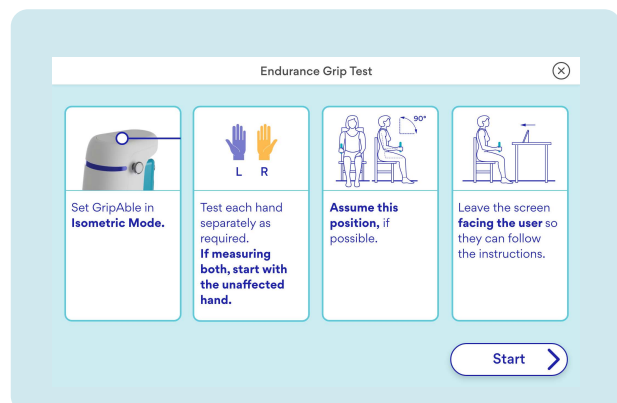 Endurance Grip Test
90°
L R
Set GripAble in
Isometric Mode.
Test each hand
separately as
required.
If measuring
both, start with
the unaffected
hand.
Assume this
position, if
possible.
Leave the screen
facing the user so
they can follow
the instructions.
Start